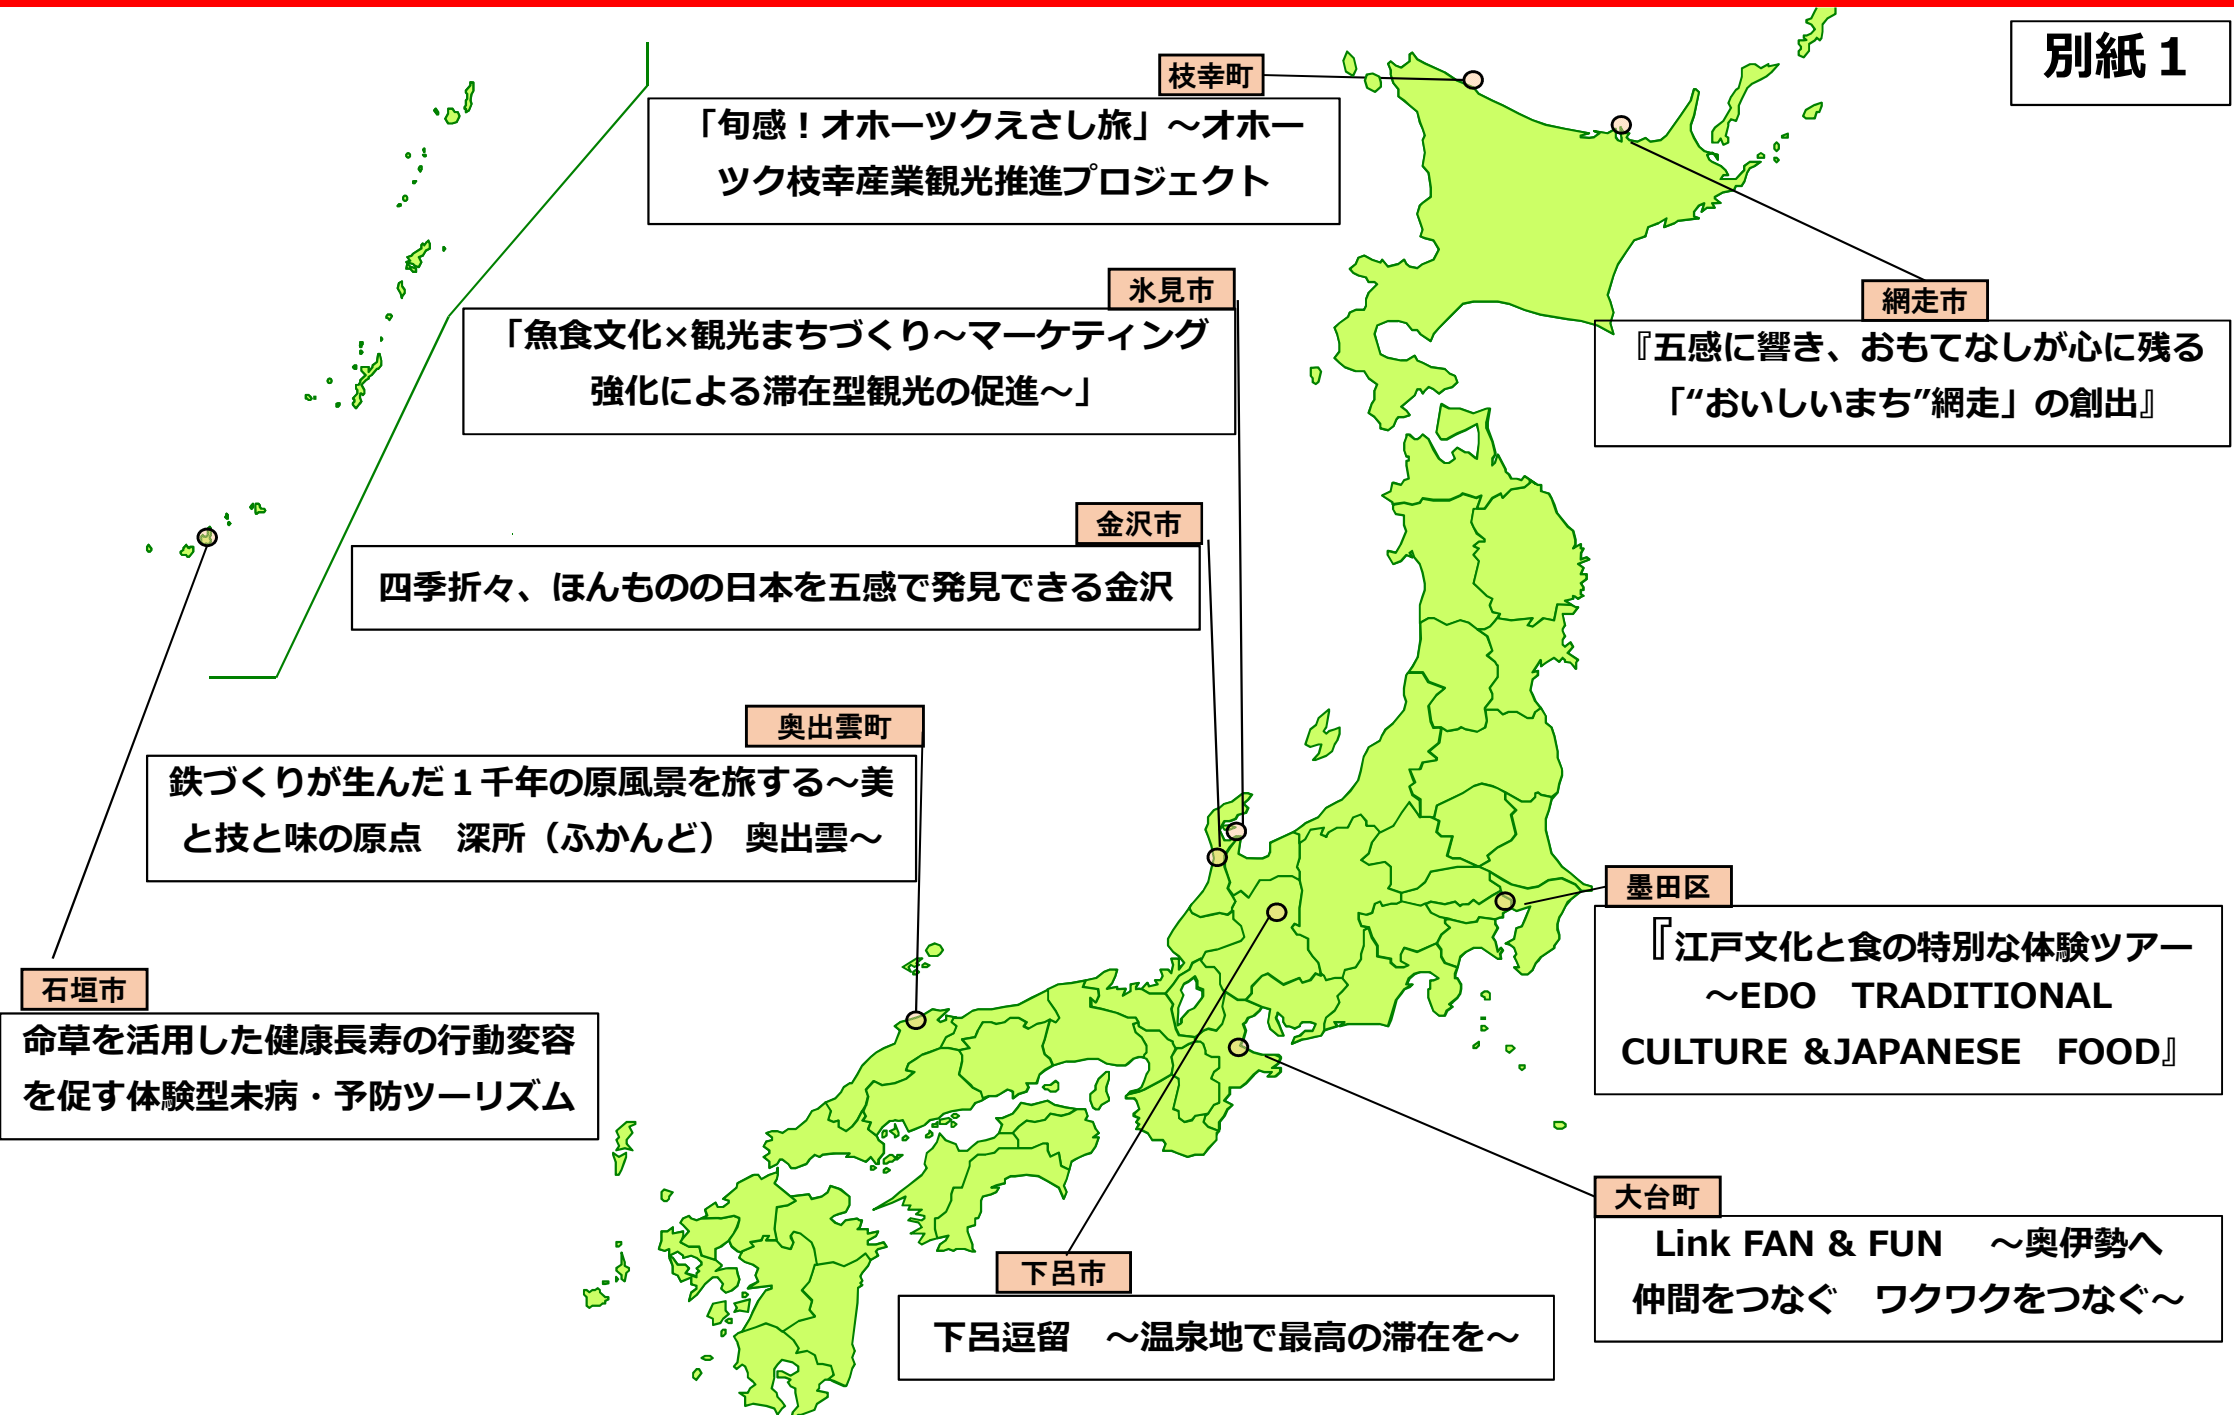 別紙１
枝幸町
「旬感！オホーツクえさし旅」～オホー
ツク枝幸産業観光推進プロジェクト
氷見市
「魚食文化×観光まちづくり～マーケティング
強化による滞在型観光の促進～」
網走市
『五感に響き、おもてなしが心に残る
「“おいしいまち”網走」の創出』
金沢市
四季折々、ほんものの日本を五感で発見できる金沢
奥出雲町
鉄づくりが生んだ１千年の原風景を旅する～美
と技と味の原点　深所（ふかんど） 奥出雲～
墨田区
『江戸文化と食の特別な体験ツアー
～EDO　TRADITIONAL
CULTURE &JAPANESE　FOOD』
石垣市
命草を活用した健康長寿の行動変容
を促す体験型未病・予防ツーリズム
大台町
Link FAN & FUN　～奥伊勢へ
仲間をつなぐ　ワクワクをつなぐ～
下呂市
下呂逗留　～温泉地で最高の滞在を～